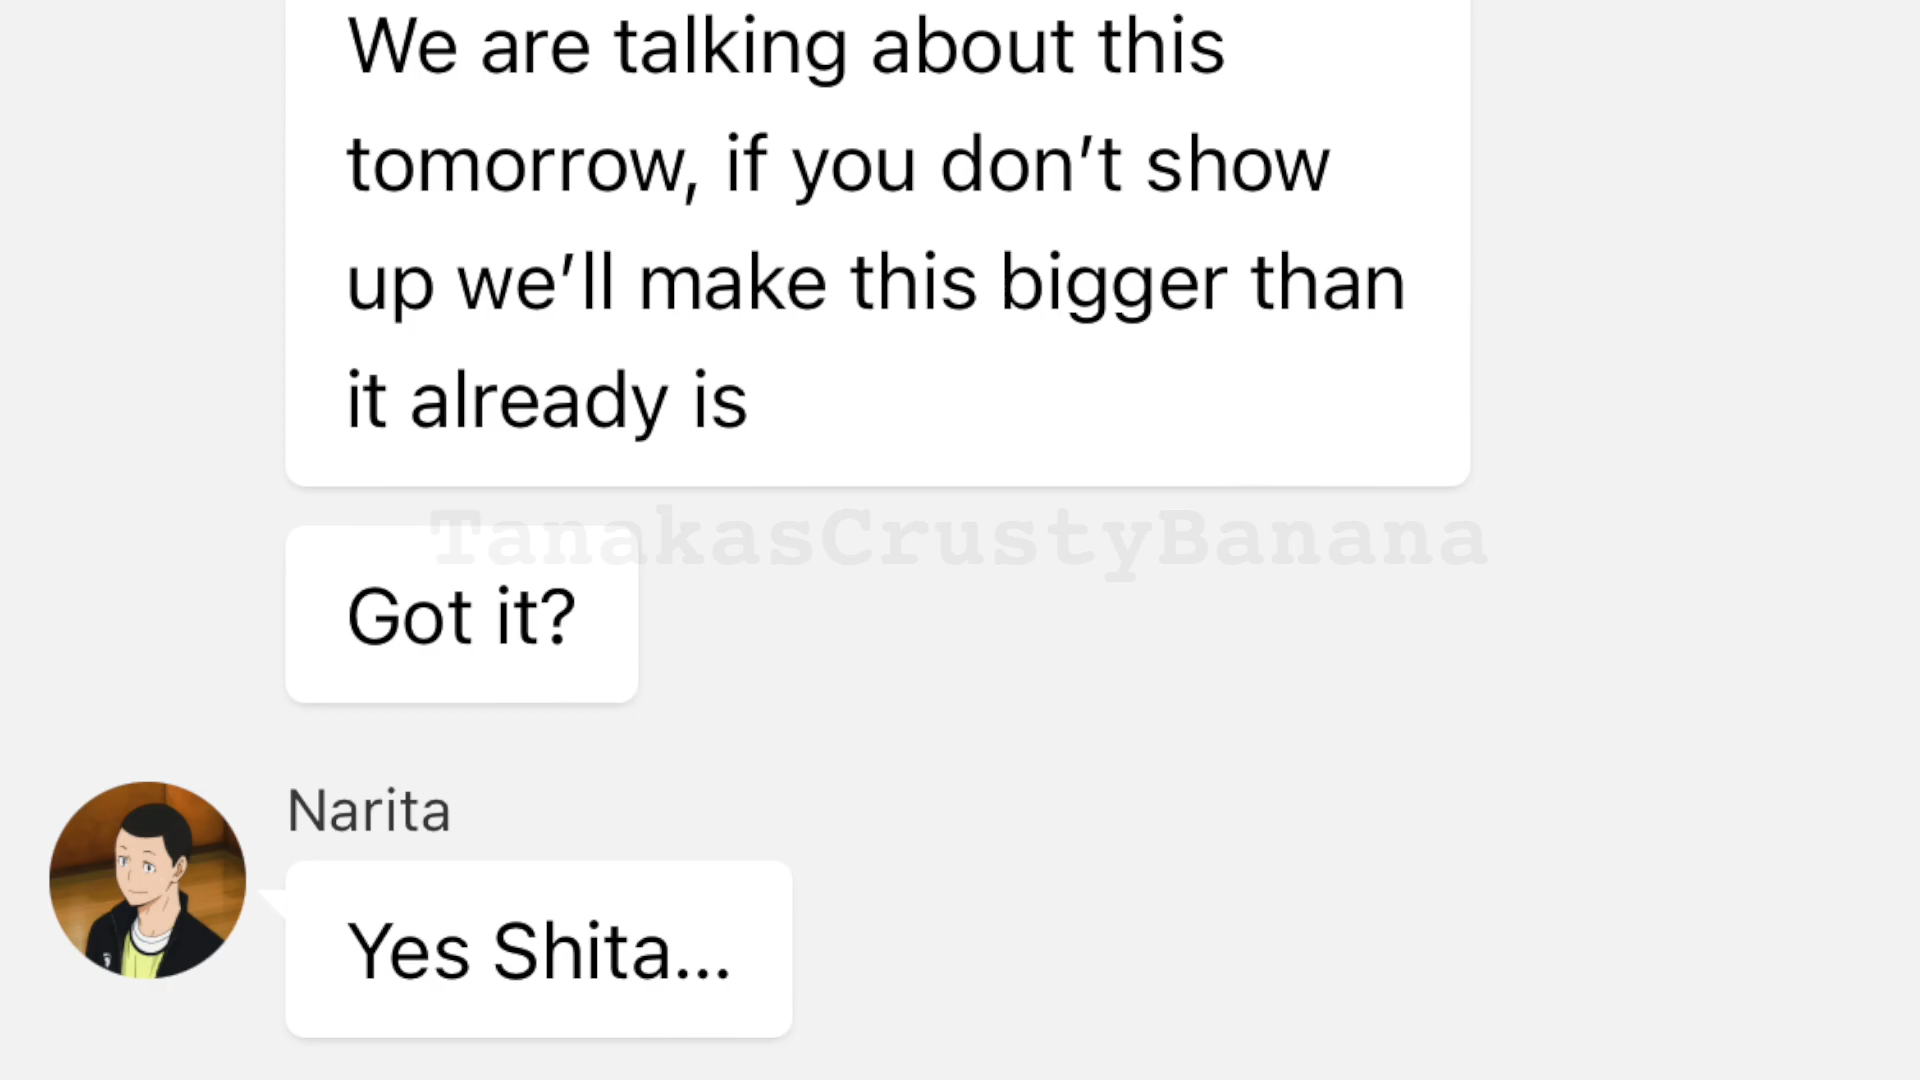 We are talking about this
tomorrow, if you don’t show
up we’ll make this bigger than
it already is
TanakasCrustyBanana
Got it?
Narita
Yes Shita...